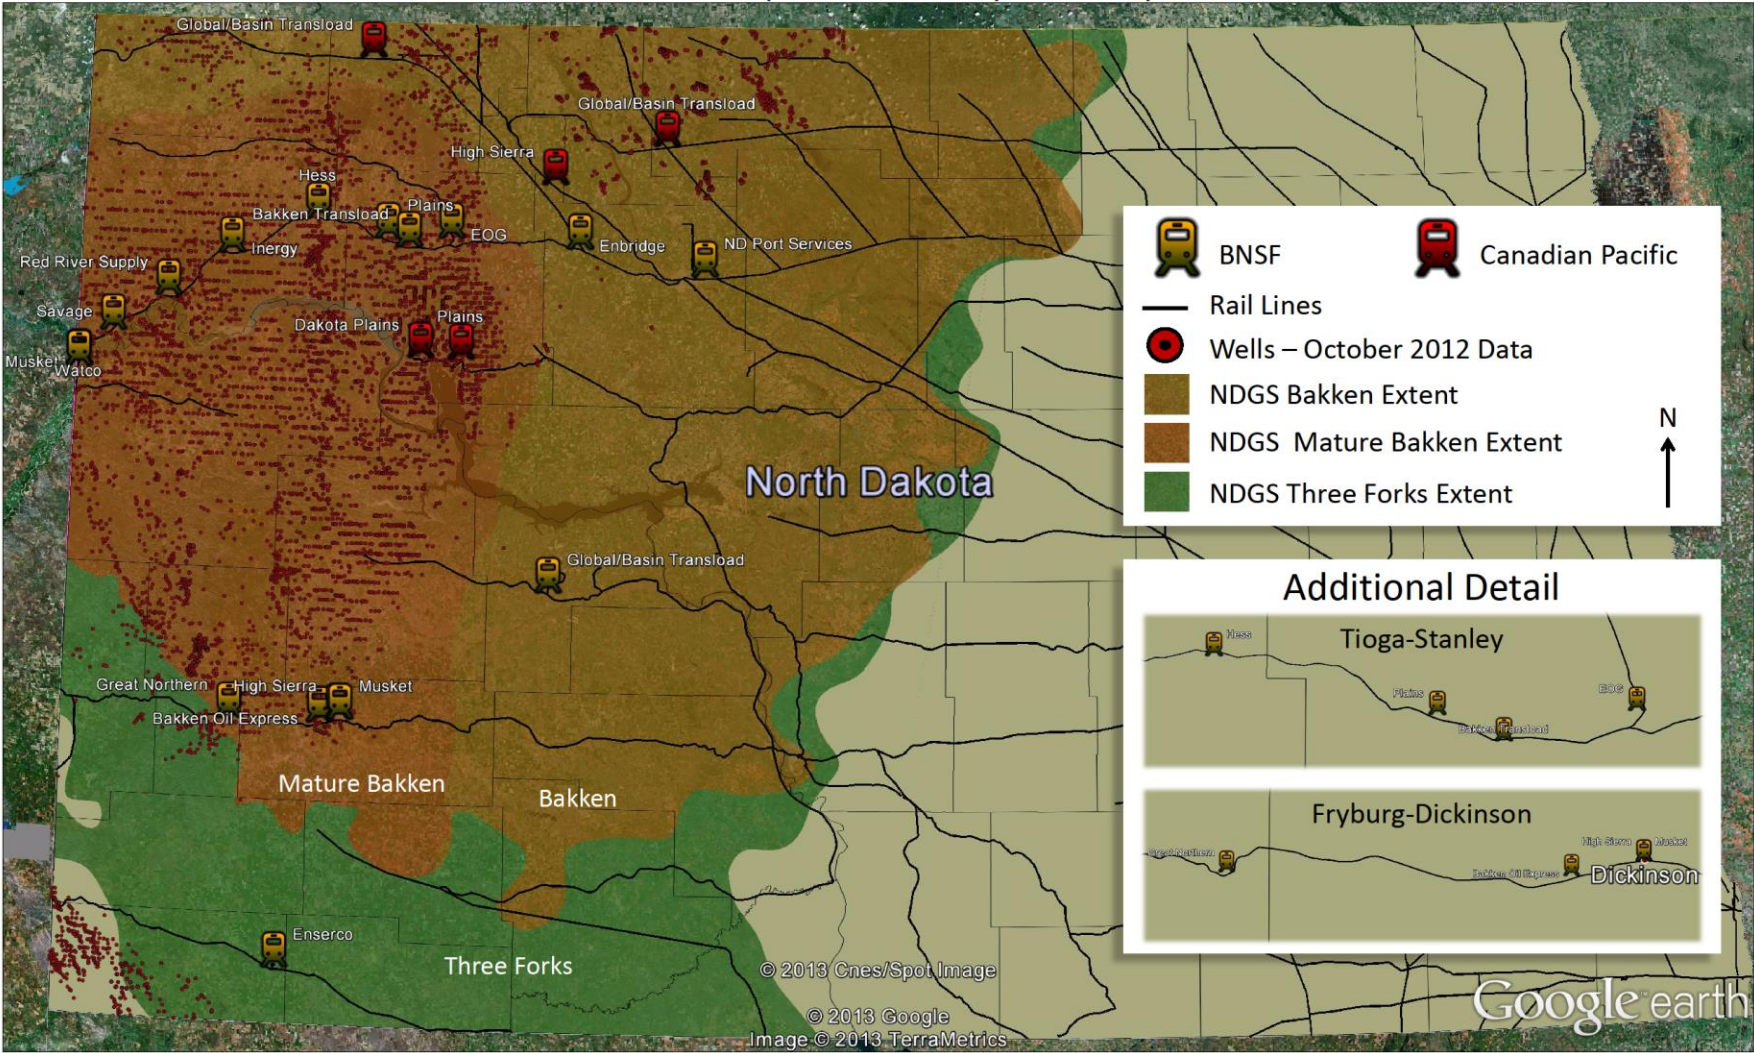 Global/Basin Transload
Global/Basin Transload
High Sierra
Hess
Bakken Transload
Plains
EOG
Inergy
Enbridge
ND Port Services
Red River Supply
Savage
Dakota Plains
Plains
Musket
Watco
North Dakota
Global/Basin Transload
Great Northern
High Sierra
Musket
Bakken Oil Express
Mature Bakken
Bakken
Enserco
Three Forks
BNSF
Canadian Pacific
Rail Lines
Wells – October 2012 Data
NDGS Bakken Extent
NDGS Mature Bakken Extent
NDGS Three Forks Extent
N
Additional Detail
Tioga-Stanley
Hess
Plains
EOG
Bakken Transload
Fryburg-Dickinson
Great Northern
High Sierra
Musket
Bakken Oil Express
Dickinson
© 2013 Cnes/Spot Image
© 2013 Google
Image © 2013 TerraMetrics
Google earth